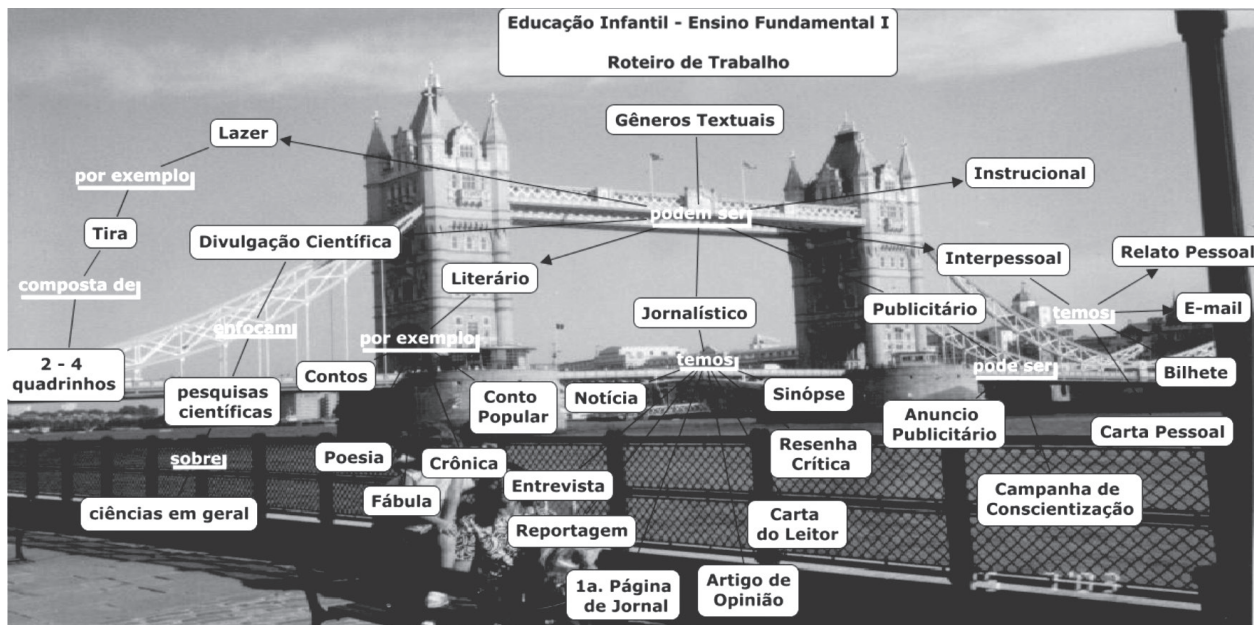 Educação Infantil - Ensino Fundamental I
Roteiro de Trabalho
Gêneros Textuais
Lazer
Instrucional
por exemplo
podem ser
Tira
Divulgação Científica
Interpessoal
Relato Pessoal
Literário
composta de
Jornalístico
Publicitário
temos
E-mail
enfocam
por exemplo
temos
pode ser
2 - 4
quadrinhos
pesquisas
científicas
Contos
Conto
Popular
Notícia
Sinópse
Bilhete
Anuncio
Publicitário
Carta Pessoal
sobre
Poesia
Crônica
Resenha
Crítica
Fábula
Entrevista
Campanha de
Conscientização
ciências em geral
Reportagem
Carta
do Leitor
1a. Página
de Jornal
Artigo de
Opinião